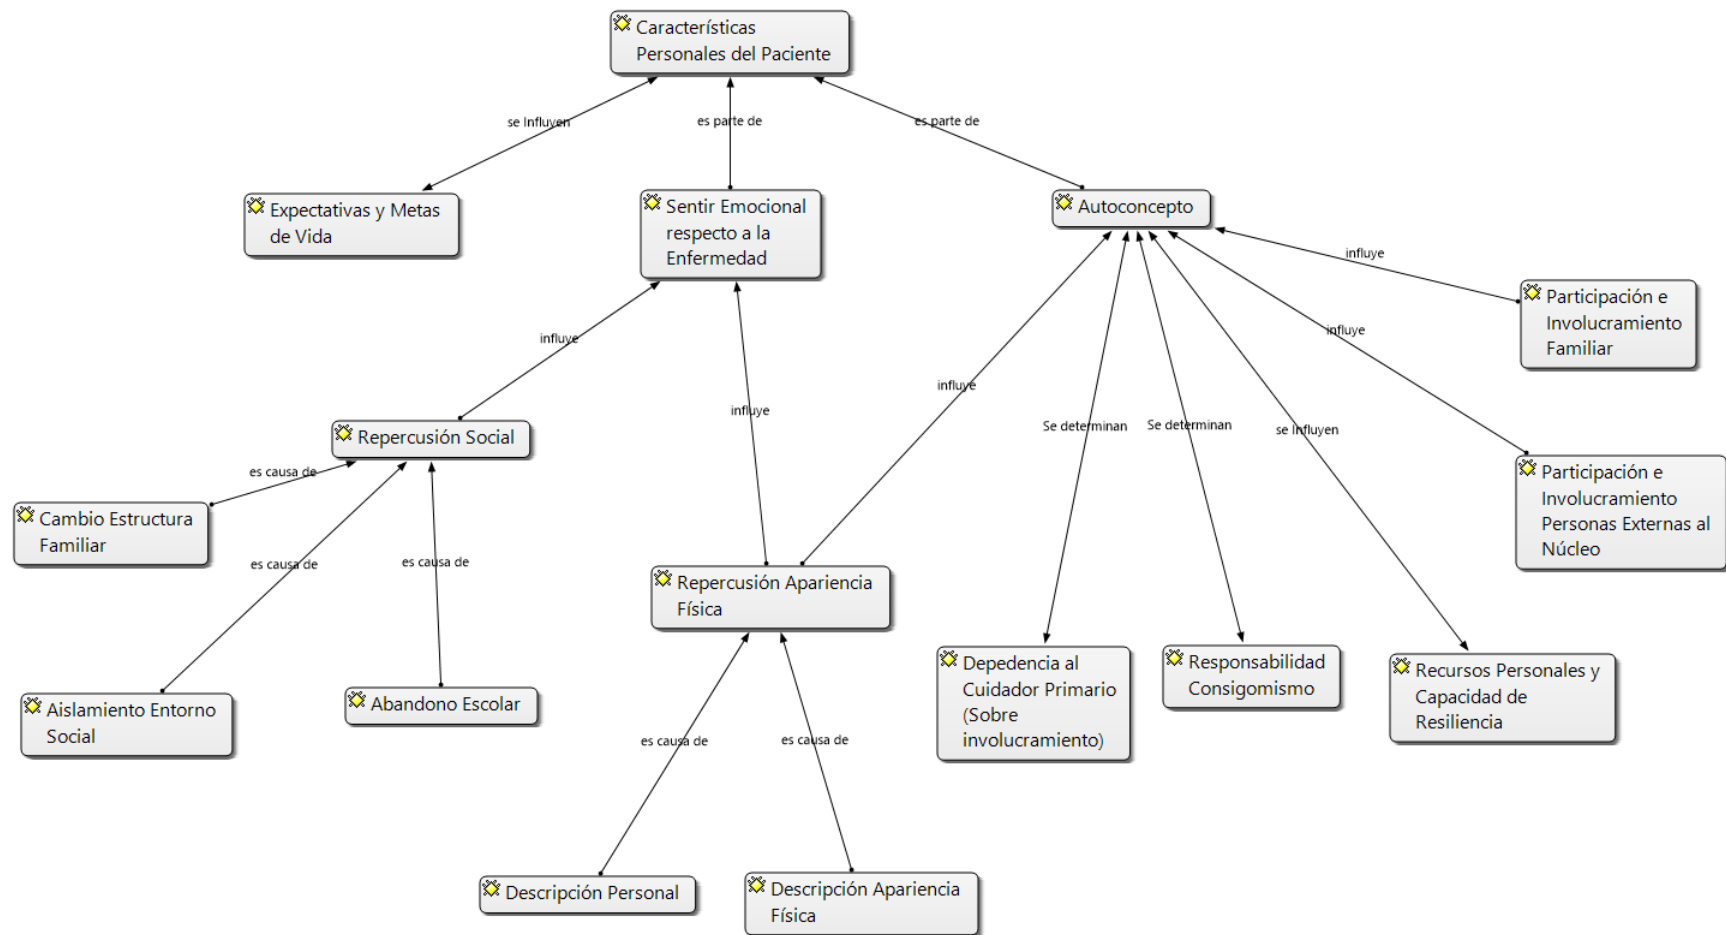 Características
Personales del Paciente
se Influyen
es parte de
es parte de
Expectativas y Metas
de Vida
Sentir Emocional
respecto a la
Enfermedad
Autoconcepto
influye
Participación e
Involucramiento
Familiar
influye
influye
influye
influye
Se determinan
Se determinan
se Influyen
Repercusión Social
es causa de
Cambio Estructura
Familiar
es causa de
es causa de
Participación e
Involucramiento
Personas Externas al
Núcleo
Repercusión Apariencia
Física
Depedencia al
Cuidador Primario
(Sobre
involucramiento)
Responsabilidad
Consigomismo
Recursos Personales y
Capacidad de
Resiliencia
Aislamiento Entorno
Social
Abandono Escolar
es causa de
es causa de
Descripción Personal
Descripción Apariencia
Física